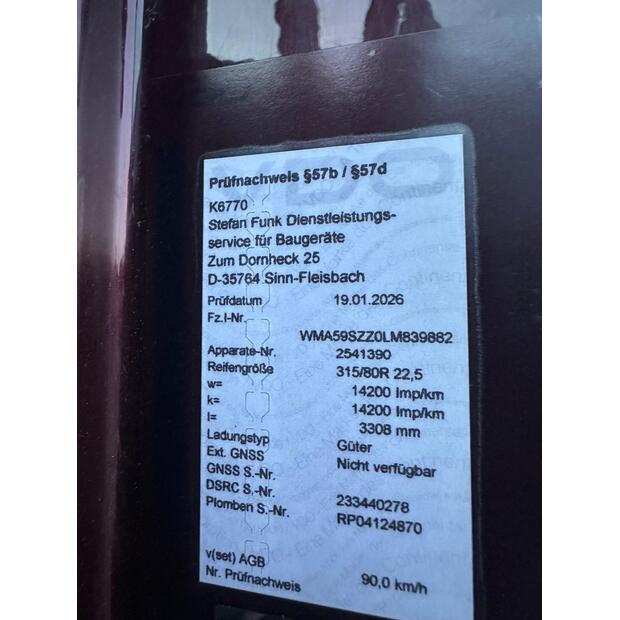 Prüfnachweis §57b / §57d
K6770
Stefan Funk Dienstleistungs-
service für Baugeräte
Zum Dornheck 25
D-35764 Sinn-Fleisbach
Prüfdatum 19.01.2026
Fz.I-Nr.
WMA59SZZ0LM839882
Apparate-Nr. 2541390
Reifengröße 315/80R 22,5
w= 14200 Imp/km
k= 14200 Imp/km
l= 3308 mm
Ladungstyp Güter
Ext. GNSS Nicht verfügbar
GNSS S.-Nr.
DSRC S.-Nr. 233440278
Plomben S.-Nr. RP04124870
v(set) AGB 90,0 km/h
Nr. Prüfnachweis